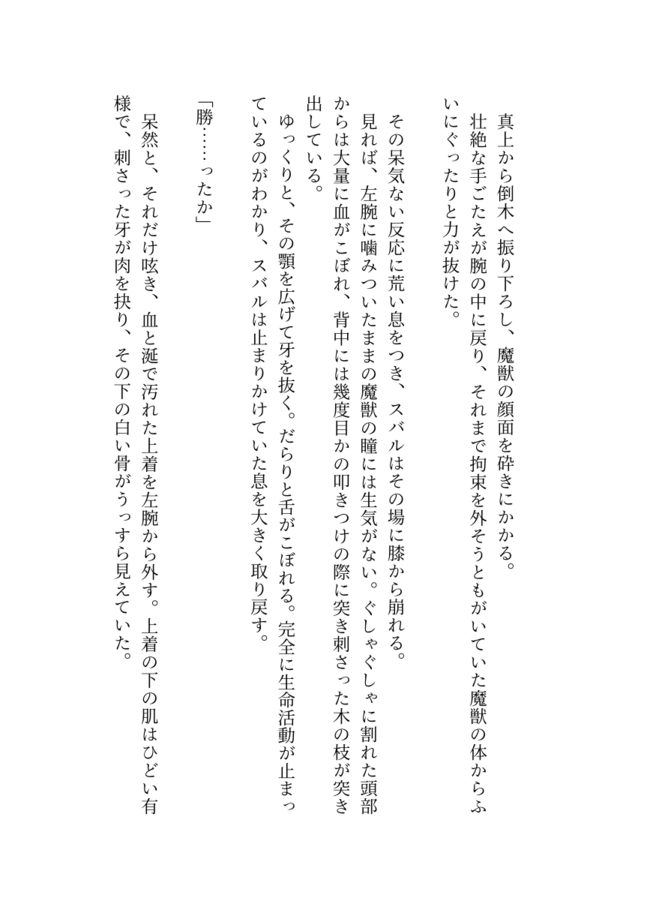 真上から倒木へ振り下ろし、魔獣の顔面を砕きにかかる。
　壮絶な手ごたえが腕の中に戻り、それまで拘束を外そうともがいていた魔獣の体からふ
いにぐったりと力が抜けた。
　その呆気ない反応に荒い息をつき、スバルはその場に膝から崩れる。
　見れば、左腕に噛みついたままの魔獣の瞳には生気がない。ぐしゃぐしゃに割れた頭部
からは大量に血がこぼれ、背中には幾度目かの叩きつけの際に突き刺さった木の枝が突き
出している。
　ゆっくりと、その顎を広げて牙を抜く。だらりと舌がこぼれる。完全に生命活動が止まっ
ているのがわかり、スバルは止まりかけていた息を大きく取り戻す。
「勝……ったか」
　呆然と、それだけ呟き、血と涎で汚れた上着を左腕から外す。上着の下の肌はひどい有
様で、刺さった牙が肉を抉り、その下の白い骨がうっすら見えていた。